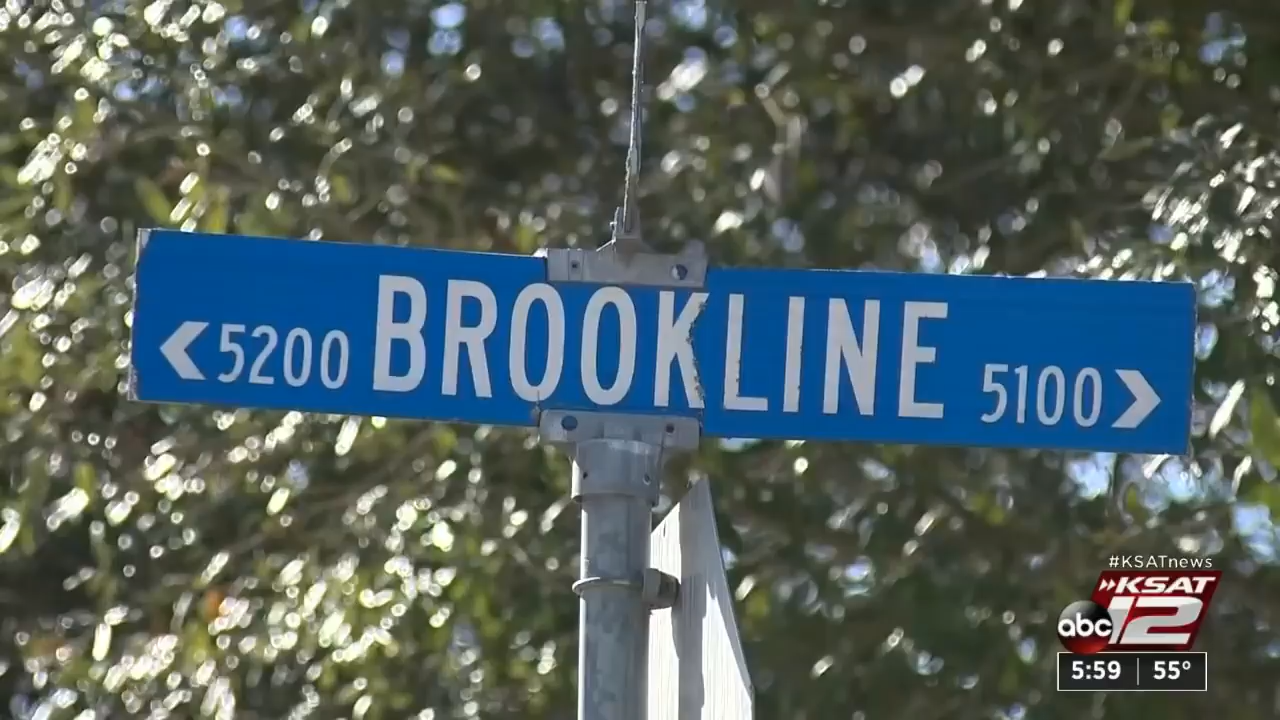 <5200 BROOKLINE 5100>
#KSATnews
»KSAT
abc 12
5:59 | 55°